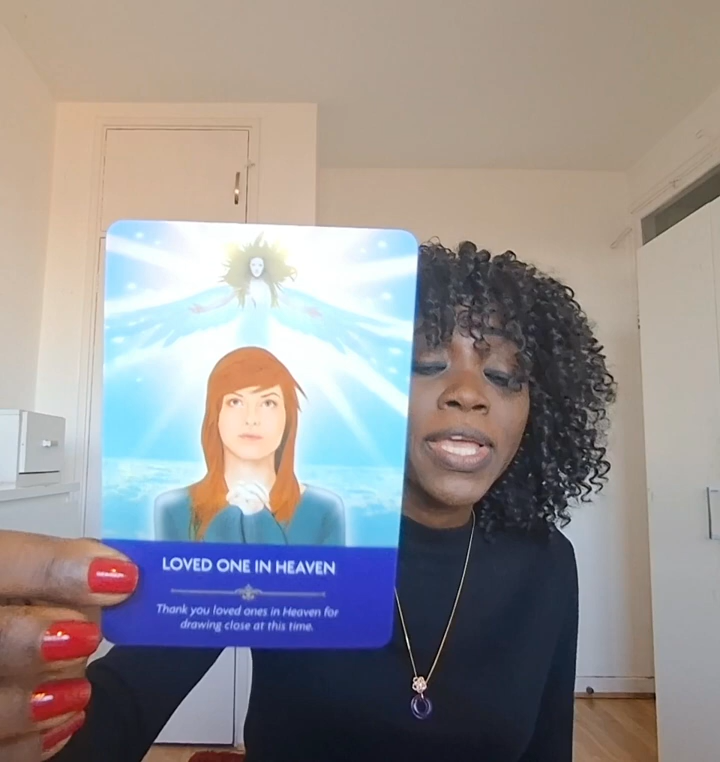 LOVED ONE IN HEAVEN
Thank you loved ones in Heaven for
drawing close at this time.